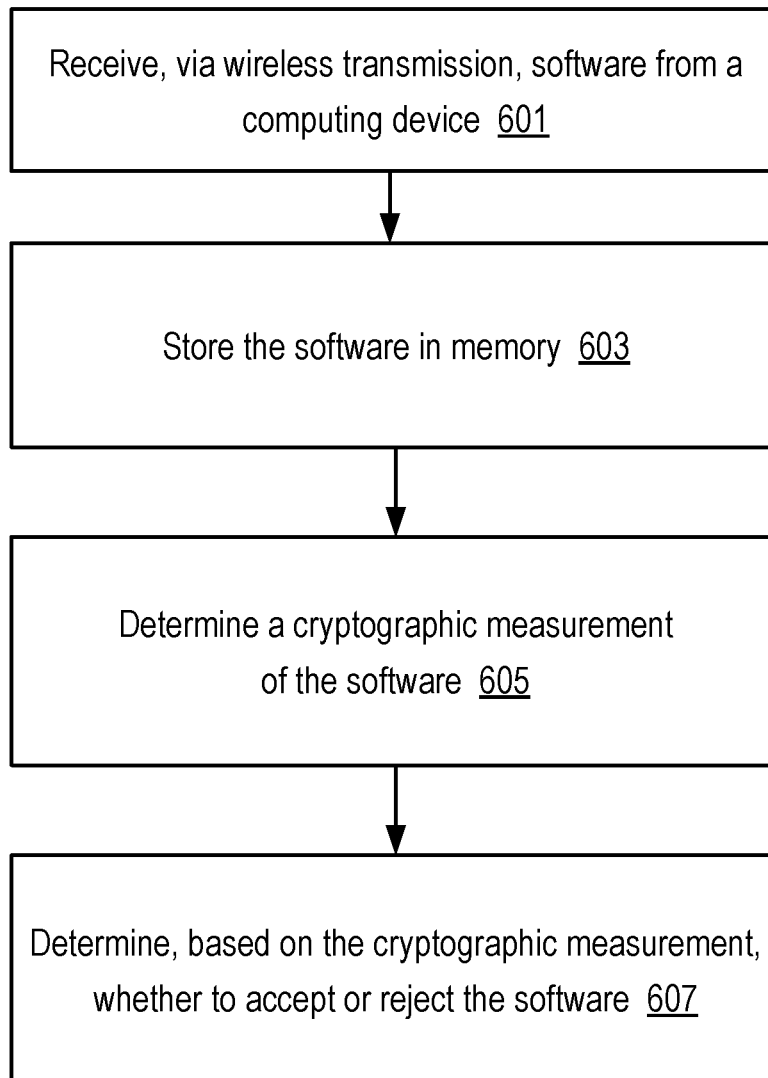 Receive, via wireless transmission, software from a
computing device 601
Store the software in memory 603
Determine a cryptographic measurement
of the software 605
Determine, based on the cryptographic measurement,
whether to accept or reject the software 607